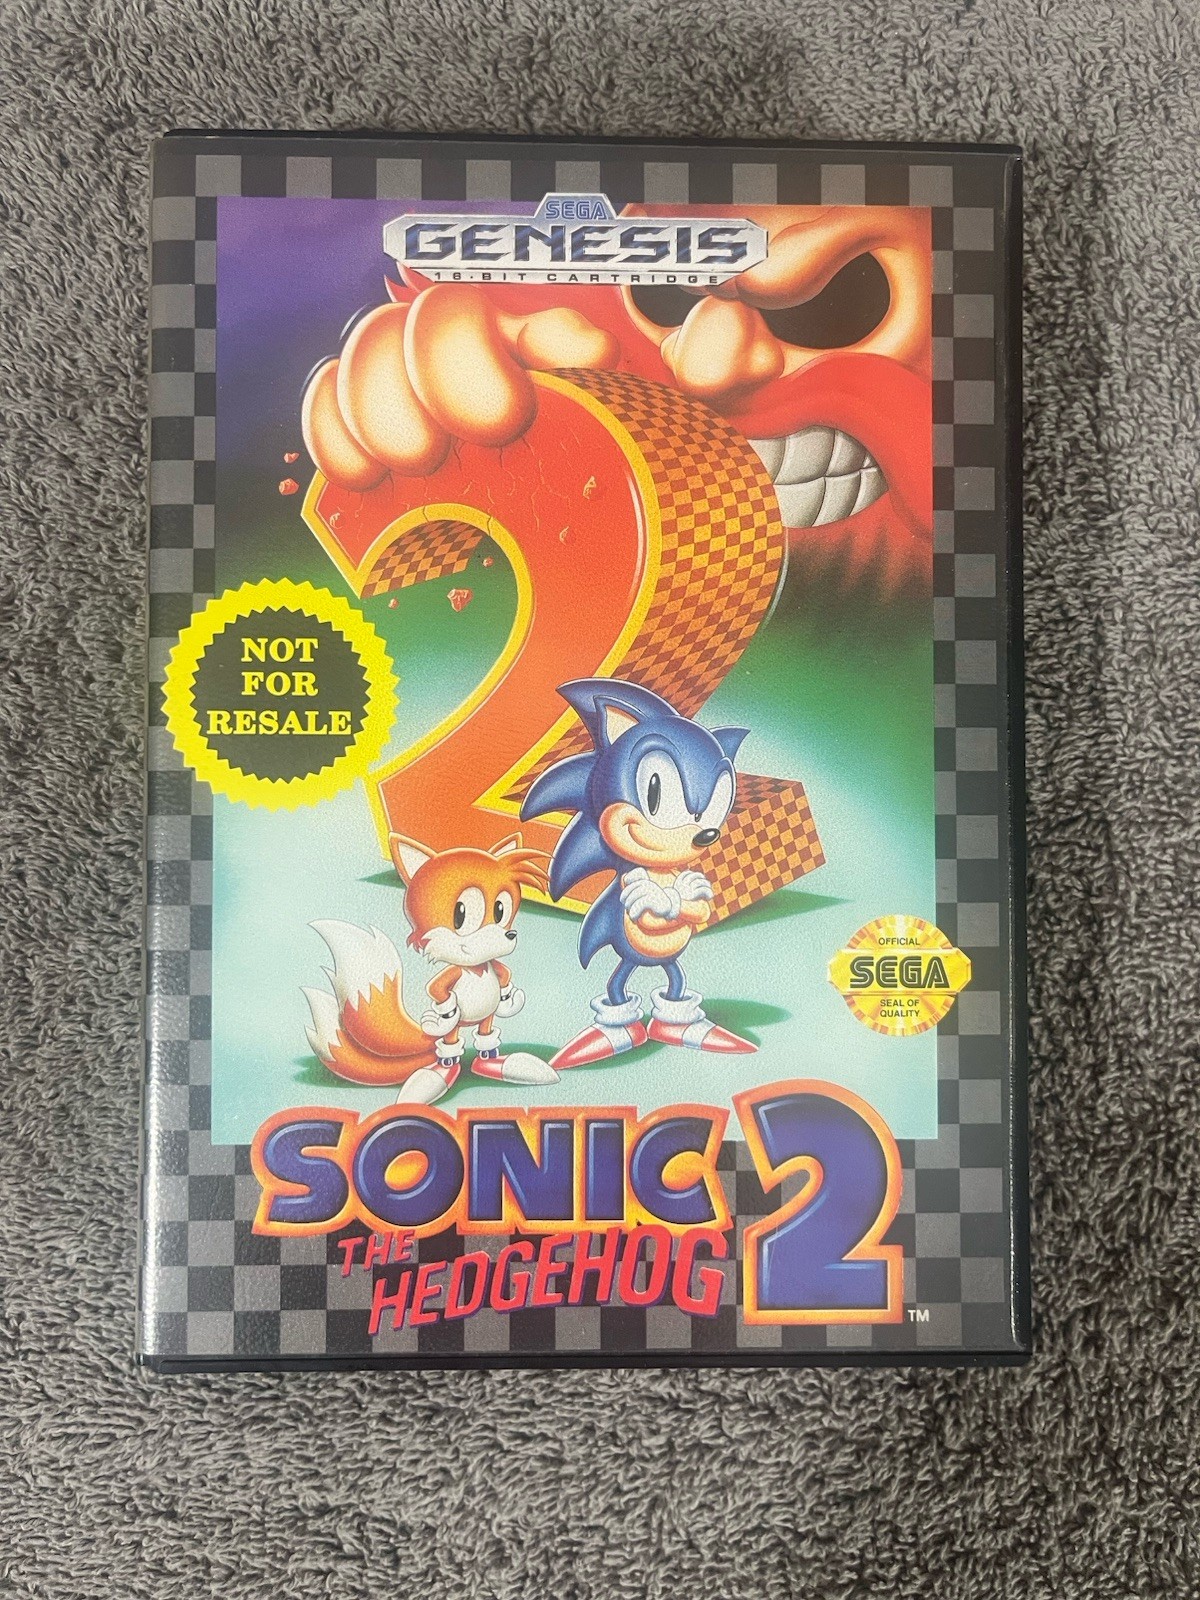 SEGA
GENESIS
16-BIT CARTRIDGE
NOT
FOR
RESALE
OFFICIAL
SEGA
SEAL OF
QUALITY
SONIC 2
THE
HEDGEHOG
TM